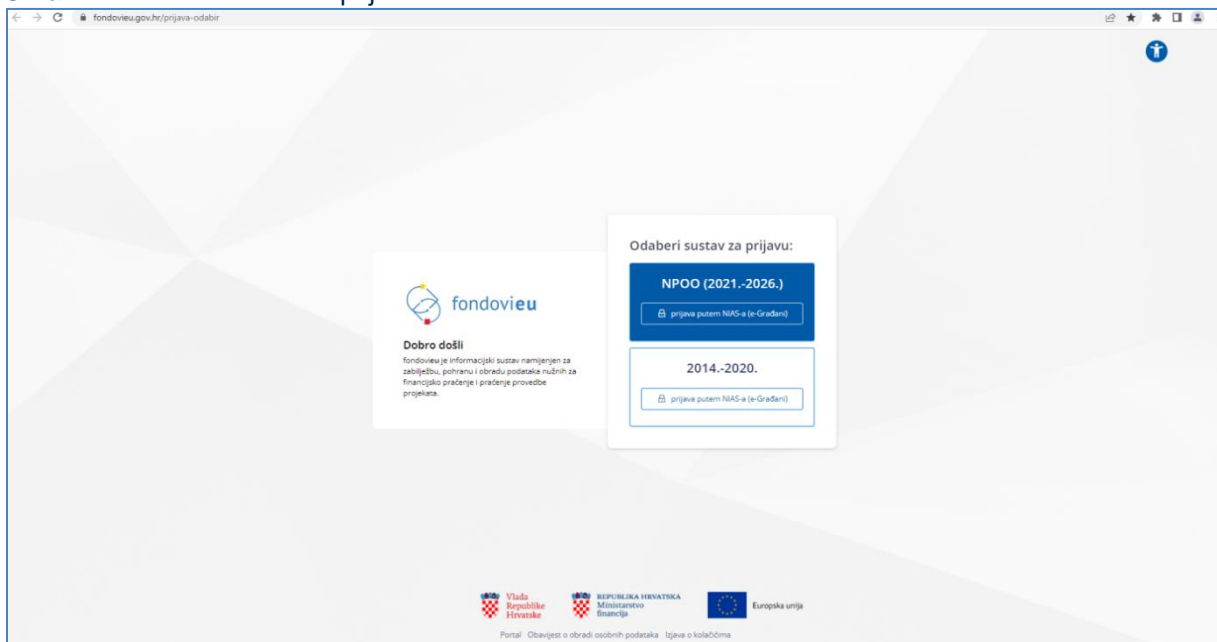 fondovieu.gov.hr/prijava-odabir
Odaberi sustav za prijavu:
NPOO (2021.-2026.)
prijava putem NIAS-a (e-Građani)
2014.-2020.
prijava putem NIAS-a (e-Građani)
fondovieu
Dobro došli
fondovieu je informacijski sustav namijenjen za
zabilježbu, pohranu i obradu podataka nužnih za
financijsko praćenje i praćenje provedbe
projekata.
Vlada
Republike
Hrvatske
REPUBLIKA HRVATSKA
Ministarstvo
financija
Europska unija
Portal Obavijest o obradi osobnih podataka Izjava o kolačićima